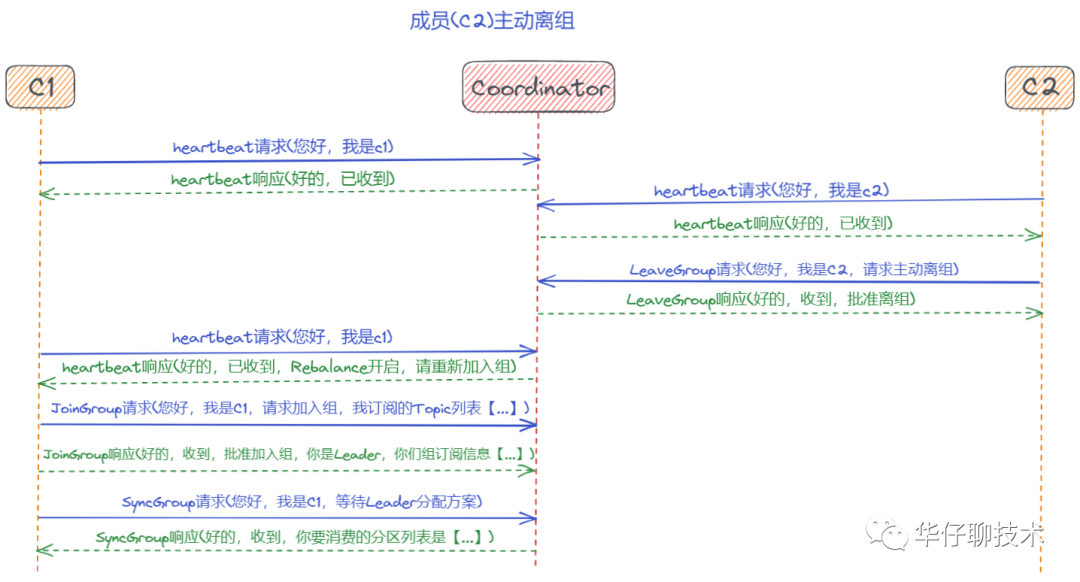 成员(C2)主动离组
C1
Coordinator
C2
heartbeat请求(您好，我是c1)
heartbeat响应(好的，已收到)
heartbeat请求(您好，我是c2)
heartbeat响应(好的，已收到)
LeaveGroup请求(您好，我是C2，请求主动离组)
LeaveGroup响应(好的，收到，批准离组)
heartbeat请求(您好，我是c1)
heartbeat响应(好的，已收到，Rebalance开启，请重新加入组)
JoinGroup请求(您好，我是C1，请求加入组，我订阅的Topic列表【...】)
JoinGroup响应(好的，收到，批准加入组，你是Leader，你们组订阅信息【...】)
SyncGroup请求(您好，我是C1，等待Leader分配方案)
SyncGroup响应(好的，收到，你要消费的分区列表是【...】)
华仔聊技术